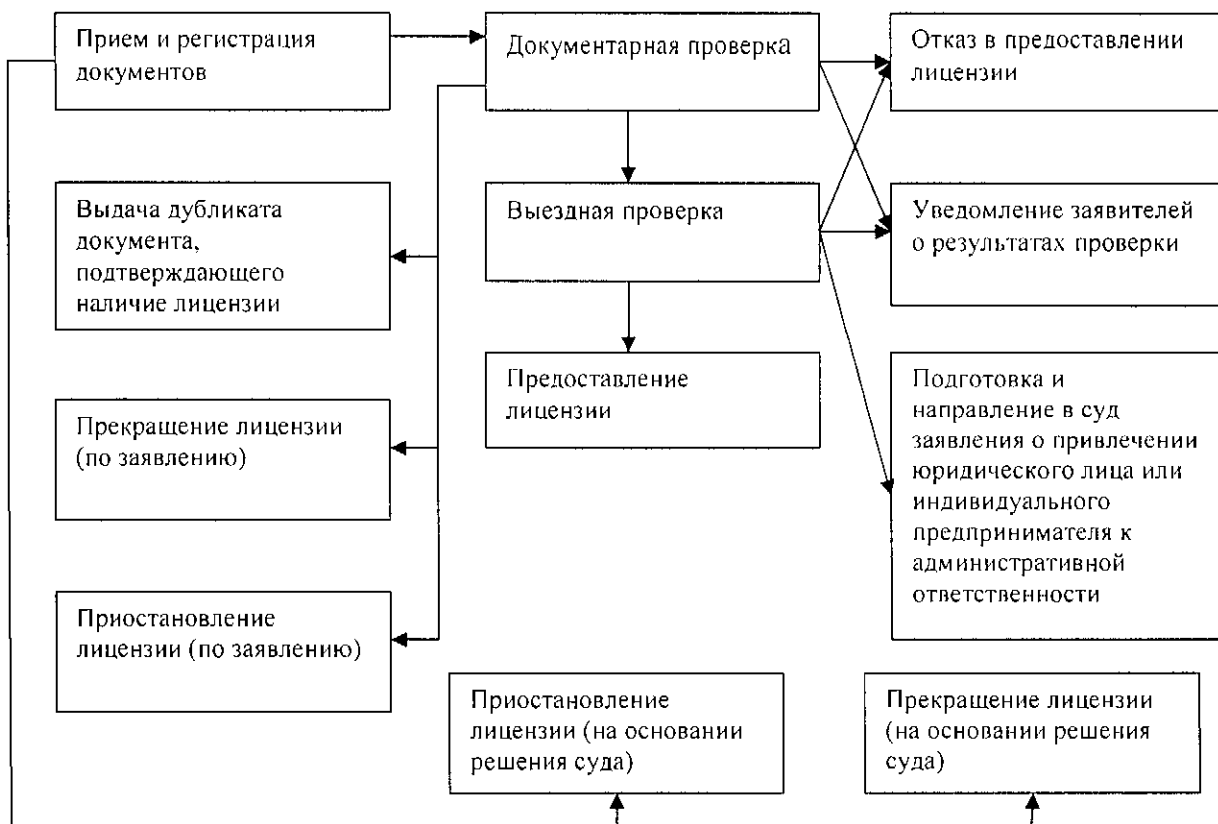 Прием и регистрация
документов
Документарная проверка
Отказ в предоставлении
лицензии
Выдача дубликата
документа,
подтверждающего
наличие лицензии
Выездная проверка
Уведомление заявителей
о результатах проверки
Прекращение лицензии
(по заявлению)
Предоставление
лицензии
Подготовка и
направление в суд
заявления о привлечении
юридического лица или
индивидуального
предпринимателя к
административной
ответственности
Приостановление
лицензии (по заявлению)
Приостановление
лицензии (на основании
решения суда)
Прекращение лицензии
(на основании решения
суда)